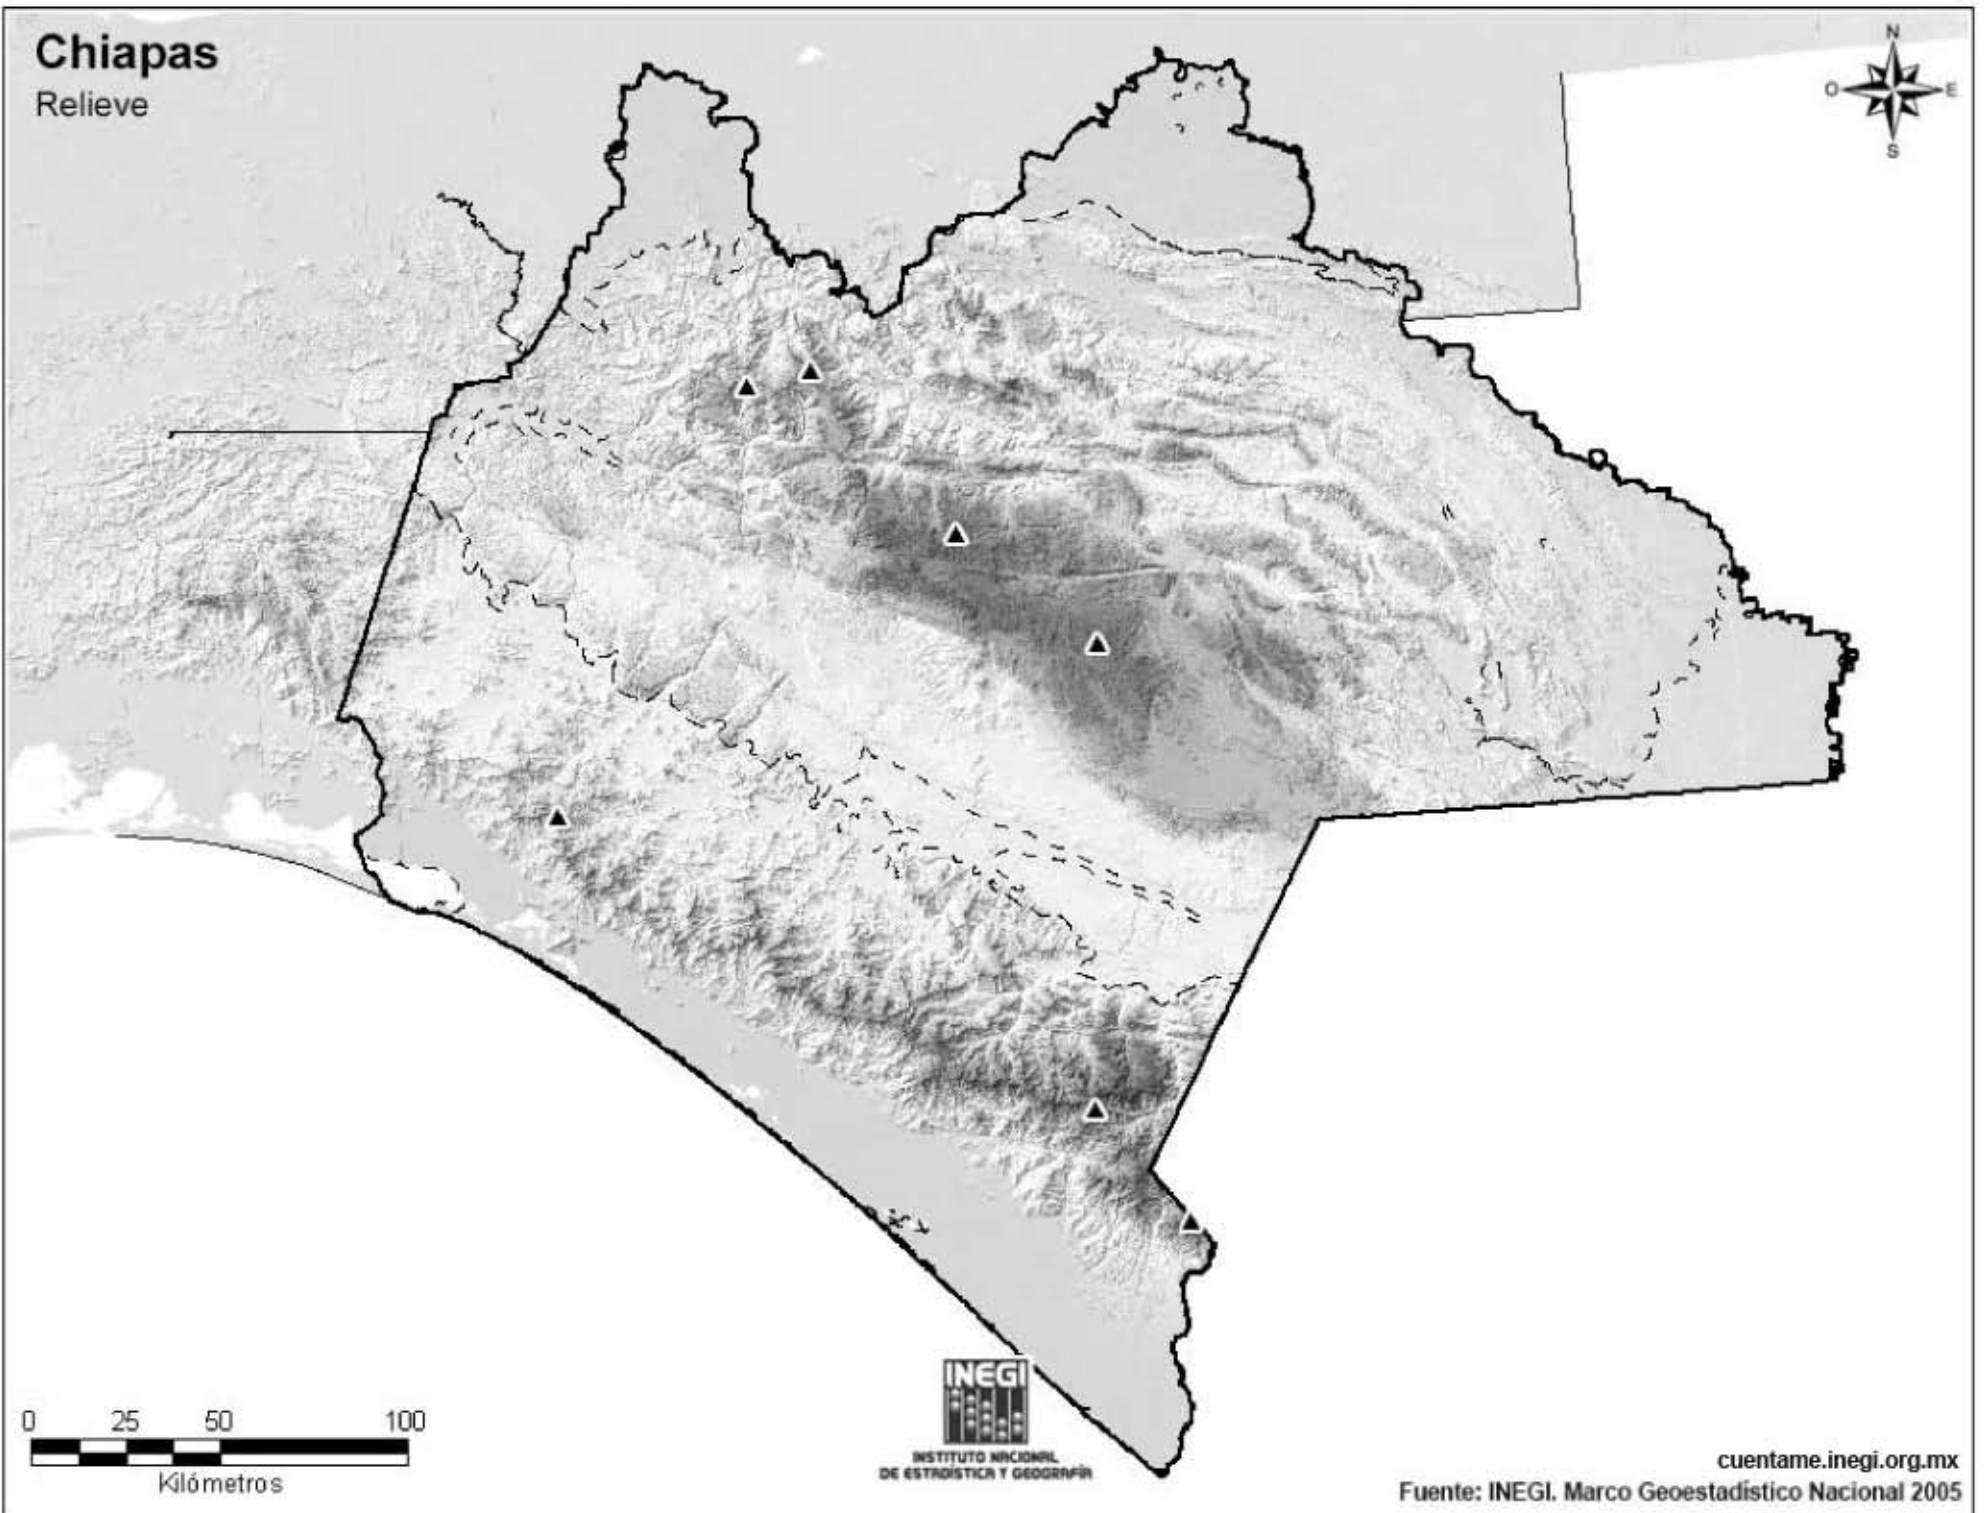 Chiapas
Relieve
N
O E
S
0 25 50 100
Kilómetros
INEGI
INSTITUTO NACIONAL
DE ESTADÍSTICA Y GEOGRAFÍA
cuentame.inegi.org.mx
Fuente: INEGI. Marco Geoestadístico Nacional 2005